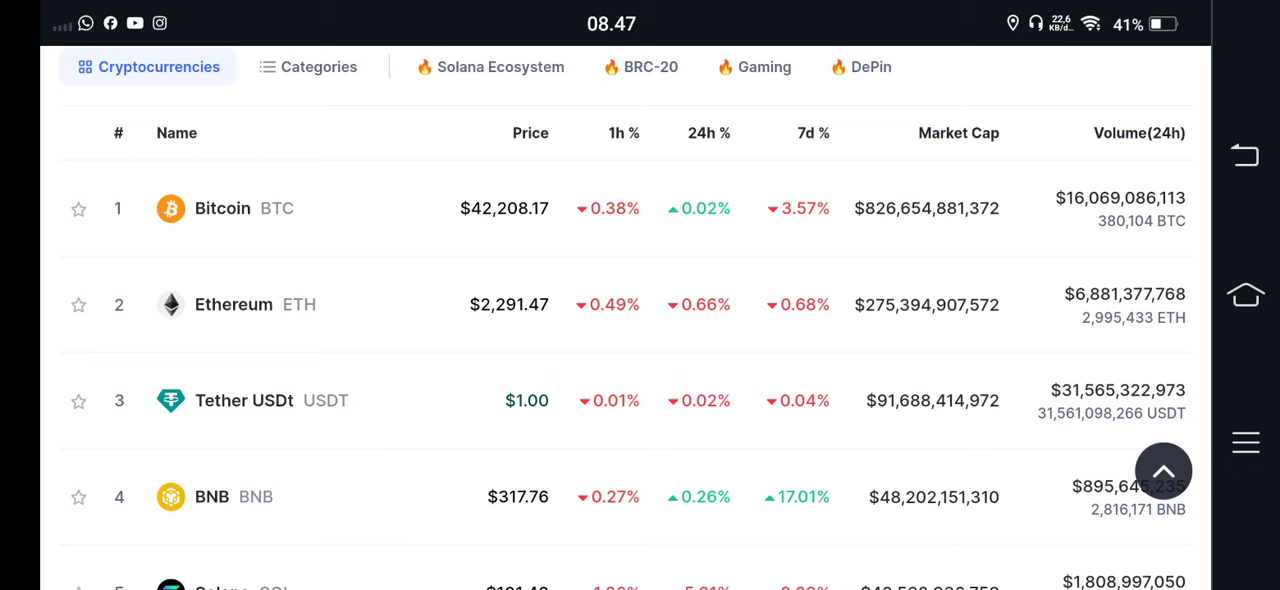 08.47
22,6
KB/d...
41%
Cryptocurrencies Categories Solana Ecosystem BRC-20 Gaming DePin
# Name Price 1h % 24h % 7d % Market Cap Volume(24h)
1 Bitcoin BTC $42,208.17 0.38% 0.02% 3.57% $826,654,881,372 $16,069,086,113
380,104 BTC
2 Ethereum ETH $2,291.47 0.49% 0.66% 0.68% $275,394,907,572 $6,881,377,768
2,995,433 ETH
3 Tether USDt USDT $1.00 0.01% 0.02% 0.04% $91,688,414,972 $31,565,322,973
31,561,098,266 USDT
4 BNB BNB $317.76 0.27% 0.26% 17.01% $48,202,151,310 $895,645,235
2,816,171 BNB
Solana SOL $1,808,997,050